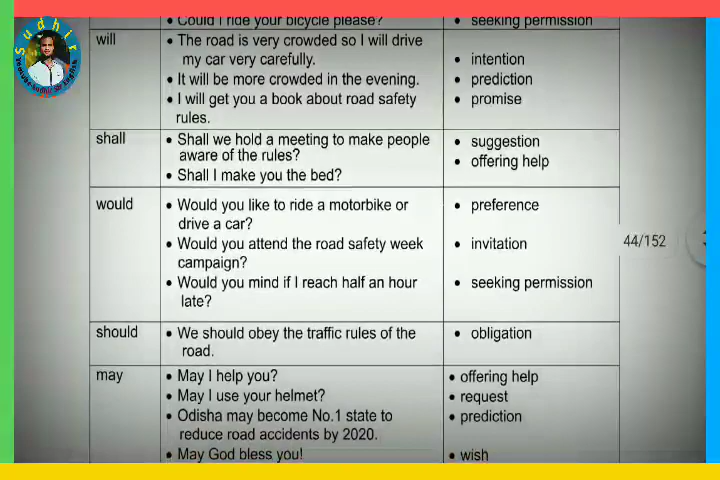 Sudhir
• Could I ride your bicycle please? • seeking permission
will • The road is very crowded so I will drive
my car very carefully. • intention
• It will be more crowded in the evening. • prediction
• I will get you a book about road safety • promise
rules.
shall • Shall we hold a meeting to make people • suggestion
aware of the rules? • offering help
• Shall I make you the bed?
would • Would you like to ride a motorbike or • preference
drive a car?
• Would you attend the road safety week • invitation
campaign?
• Would you mind if I reach half an hour • seeking permission
late?
44/152
should • We should obey the traffic rules of the • obligation
road.
may • May I help you? • offering help
• May I use your helmet? • request
• Odisha may become No.1 state to • prediction
reduce road accidents by 2020.
• May God bless you! • wish